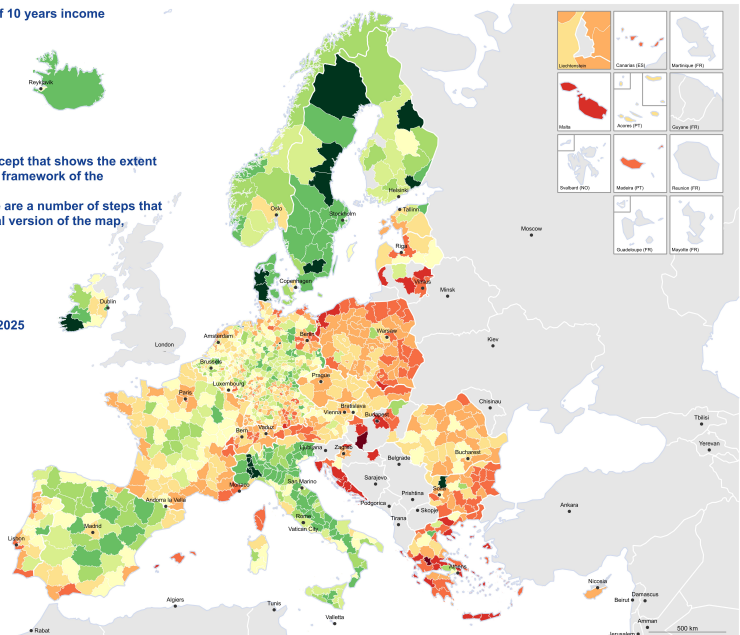 f 10 years income
cept that shows the extent
framework of the
e are a number of steps that
al version of the map,
2025
Reykjavik
Oslo
Stockholm
Helsinki
Tallinn
Riga
Vilnius
Moscow
Minsk
Copenhagen
Dublin
London
Amsterdam
Berlin
Warsaw
Brussels
Luxembourg
Prague
Kiev
Paris
Bratislava
Vienna
Budapest
Chisinau
Bern
Vaduz
Ljubljana
Zagreb
Belgrade
Bucharest
Tbilisi
Yerevan
Monaco
San Marino
Sarajevo
Prishtina
Sofia
Skopje
Podgorica
Tirana
Andorra la Vella
Rome
Vatican City
Madrid
Lisbon
Ankara
Athens
Nicosia
Beirut
Damascus
Amman
Jerusalem
Algiers
Tunis
Valletta
Rabat
500 km
Liechtenstein
Canarias (ES)
Martinique (FR)
Malta
Acores (PT)
Guyane (FR)
Svalbard (NO)
Madeira (PT)
Reunion (FR)
Guadeloupe (FR)
Mayotte (FR)